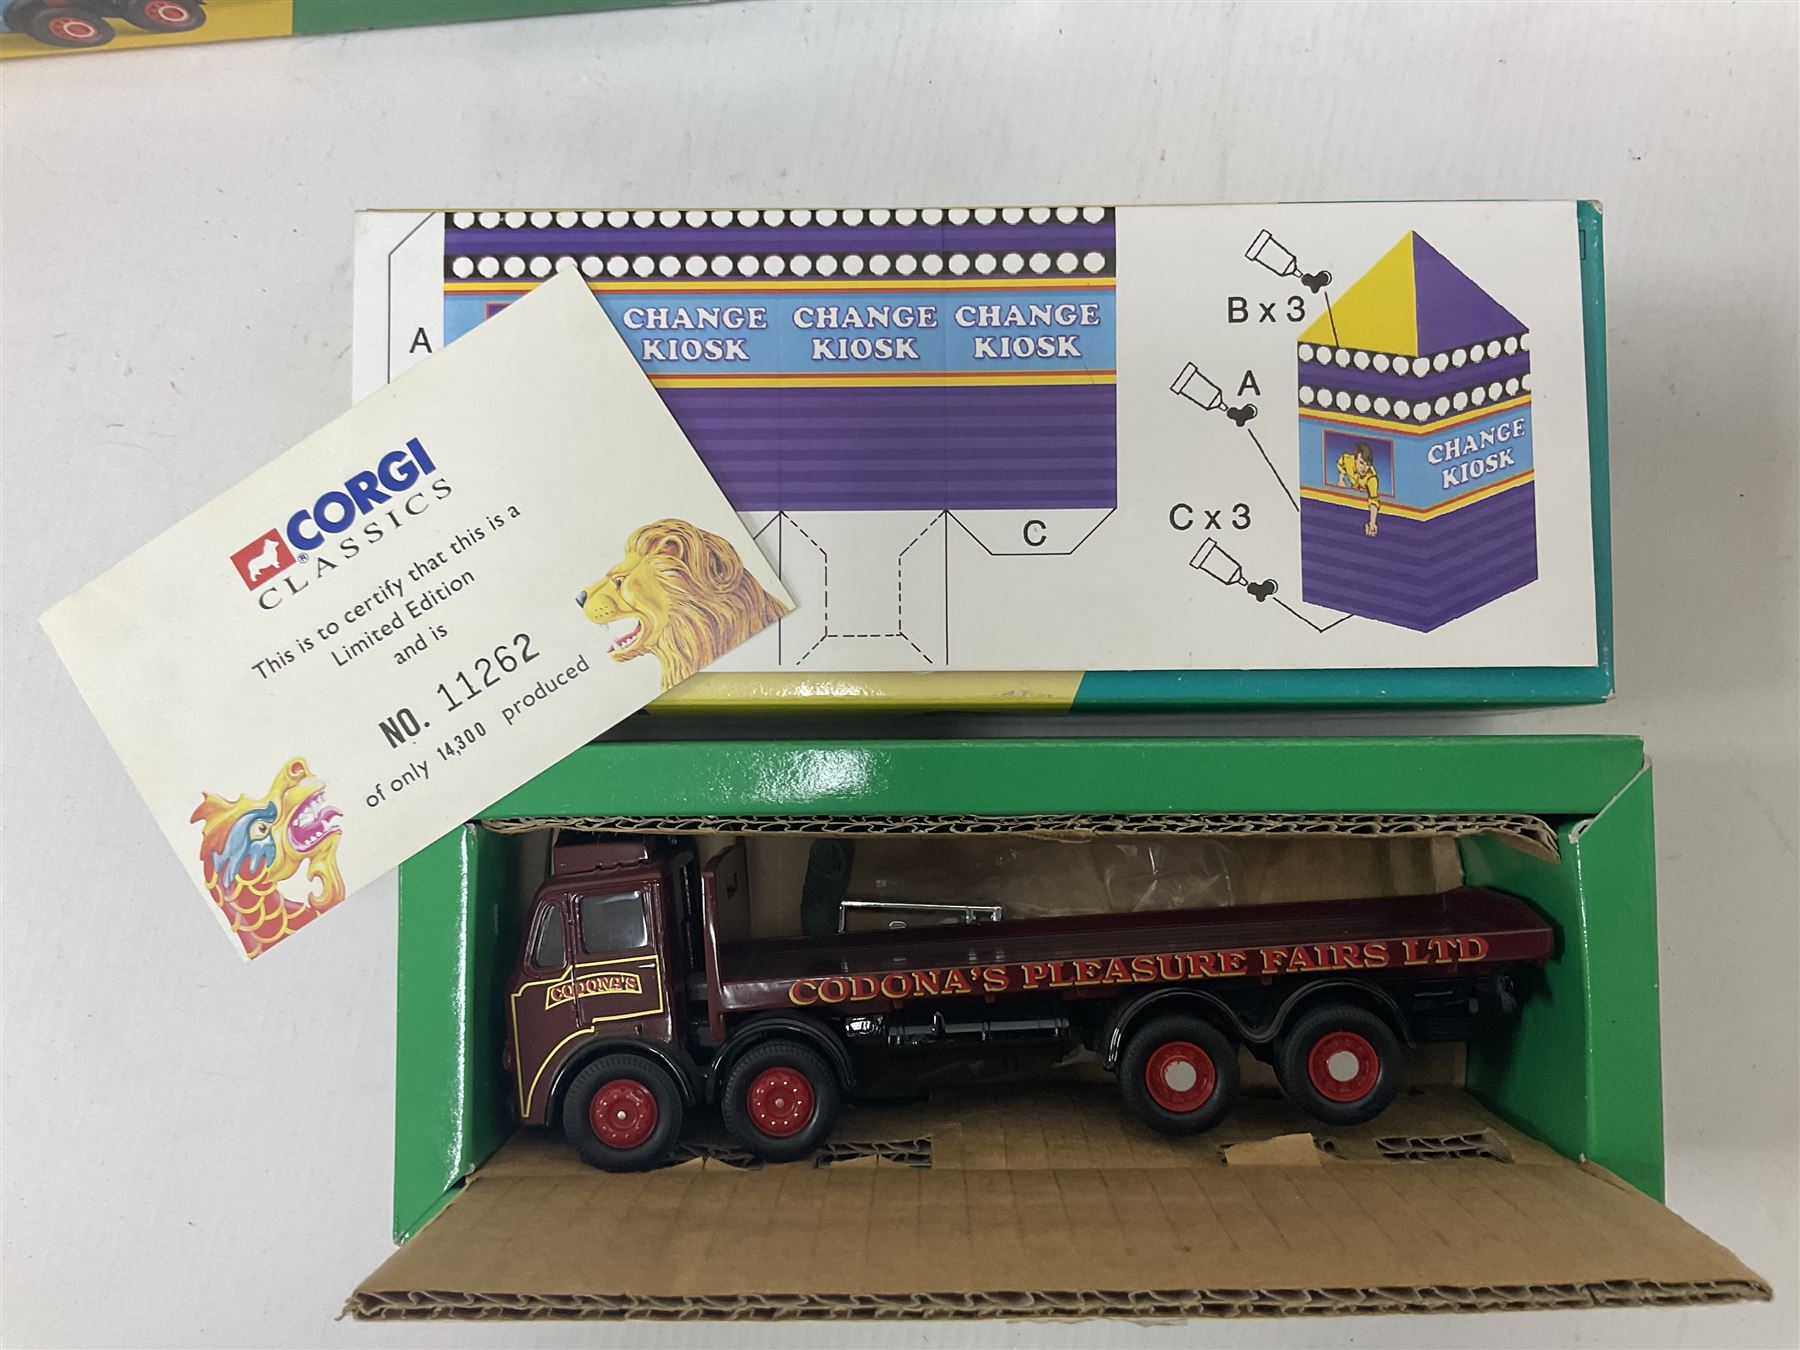 A
CHANGE CHANGE CHANGE
KIOSK KIOSK KIOSK
C
B x 3
A
C x 3
CHANGE
KIOSK
CORGI
®
CLASSICS
This is to certify that this is a
Limited Edition
and is
NO. 11262
of only 14,300 produced
CODONA'S
CODONA'S PLEASURE FAIRS LTD